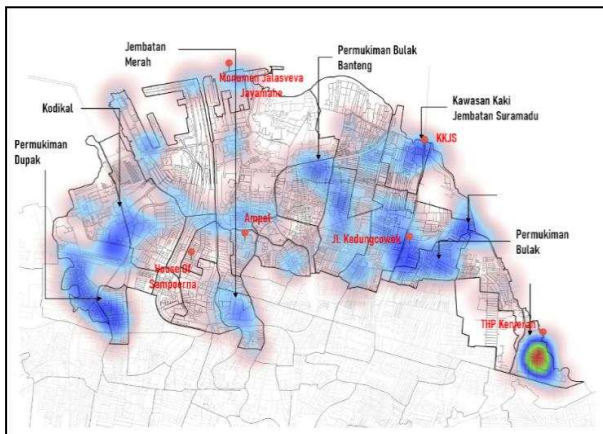 Jembatan
Merah
Monumen Jalasveva
Jayamahe
Permukiman Bulak
Banteng
Kodikal
Kawasan Kaki
Jembatan Suramadu
KKJS
Permukiman
Dupak
Ampel
Jl. Kedungcowek
House Of
Sampoerna
Permukiman
Bulak
THP Kenjeran